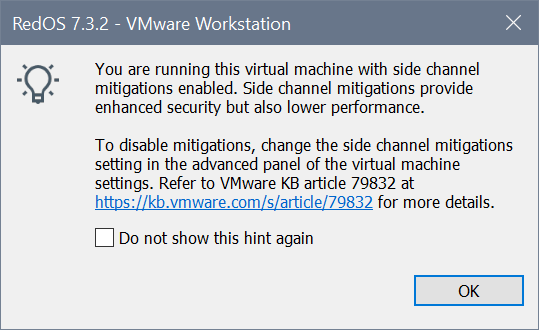 RedOS 7.3.2 - VMware Workstation
You are running this virtual machine with side channel
mitigations enabled. Side channel mitigations provide
enhanced security but also lower performance.
To disable mitigations, change the side channel mitigations
setting in the advanced panel of the virtual machine
settings. Refer to VMware KB article 79832 at
https://kb.vmware.com/s/article/79832 for more details.
Do not show this hint again
OK